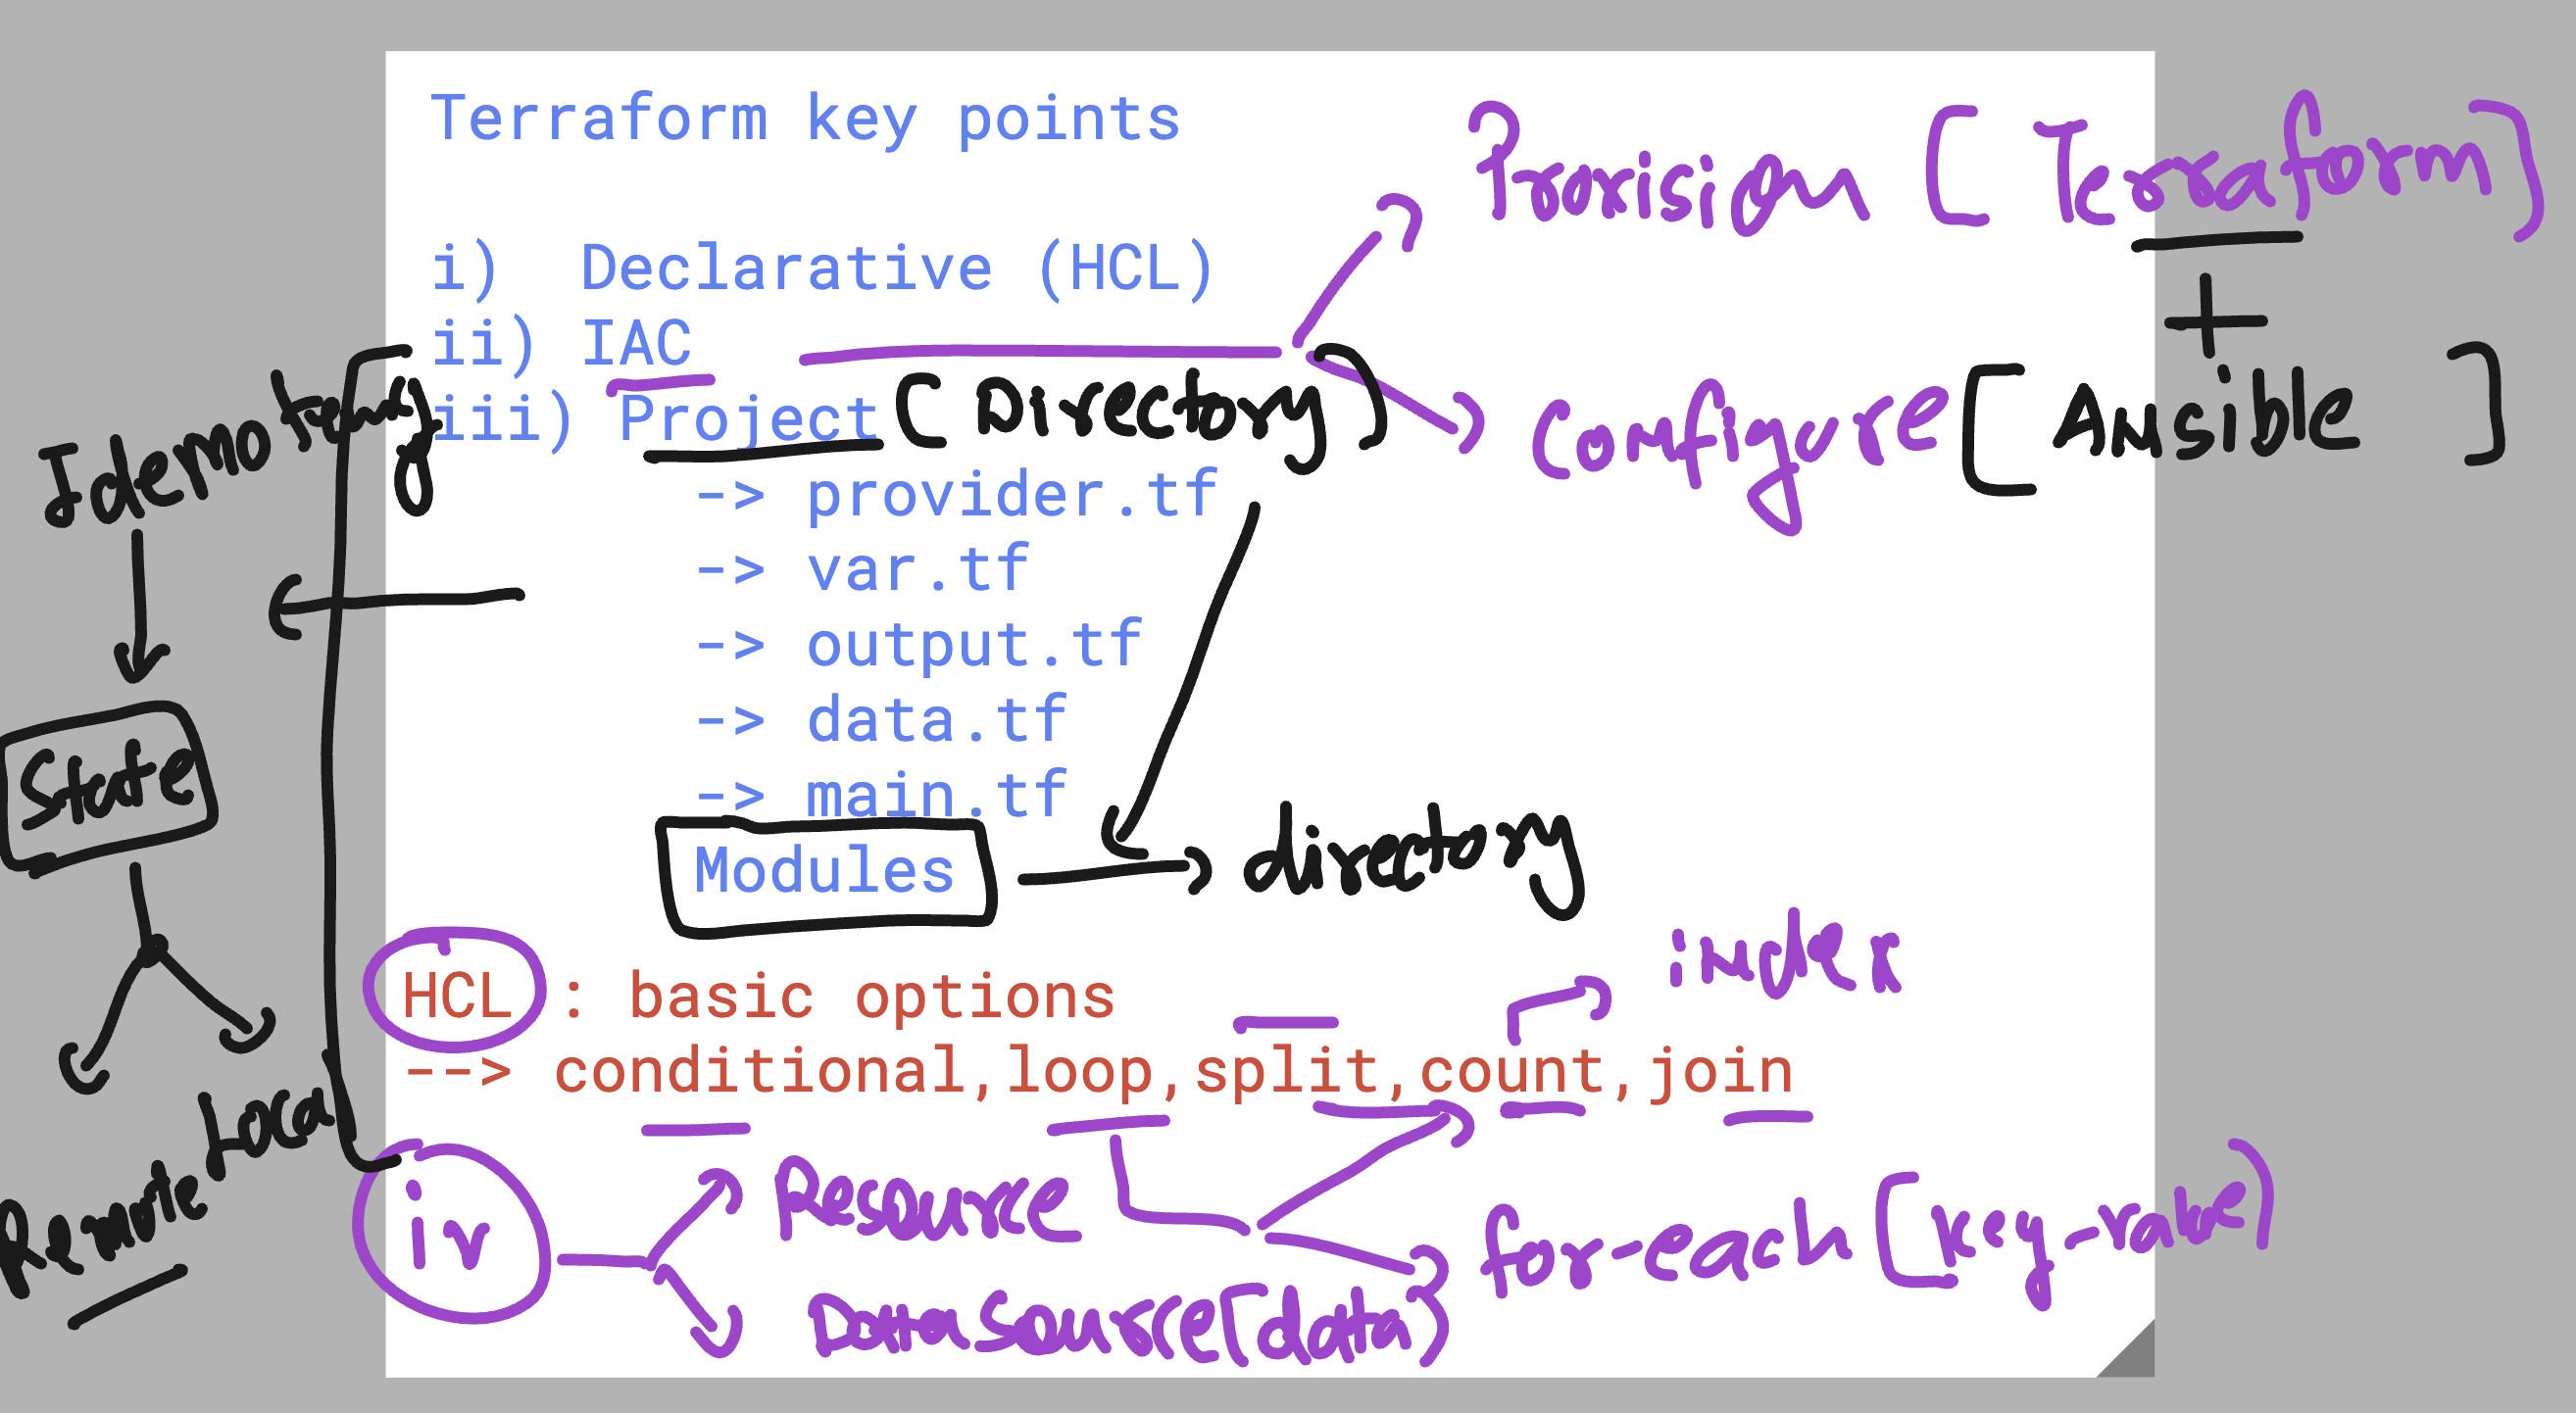 Terraform key points
Provision [Terraform]
+
i) Declarative (HCL)
ii) IAC
Configure [Ansible]
iii) Project (Directory)
-> provider.tf
-> var.tf
-> output.tf
-> data.tf
-> main.tf
Modules
directory
State
Local
Remote
HCL : basic options
index
--> conditional,loop,split,count,join
iv
Resource
Datasource[data]
for-each [key-value]